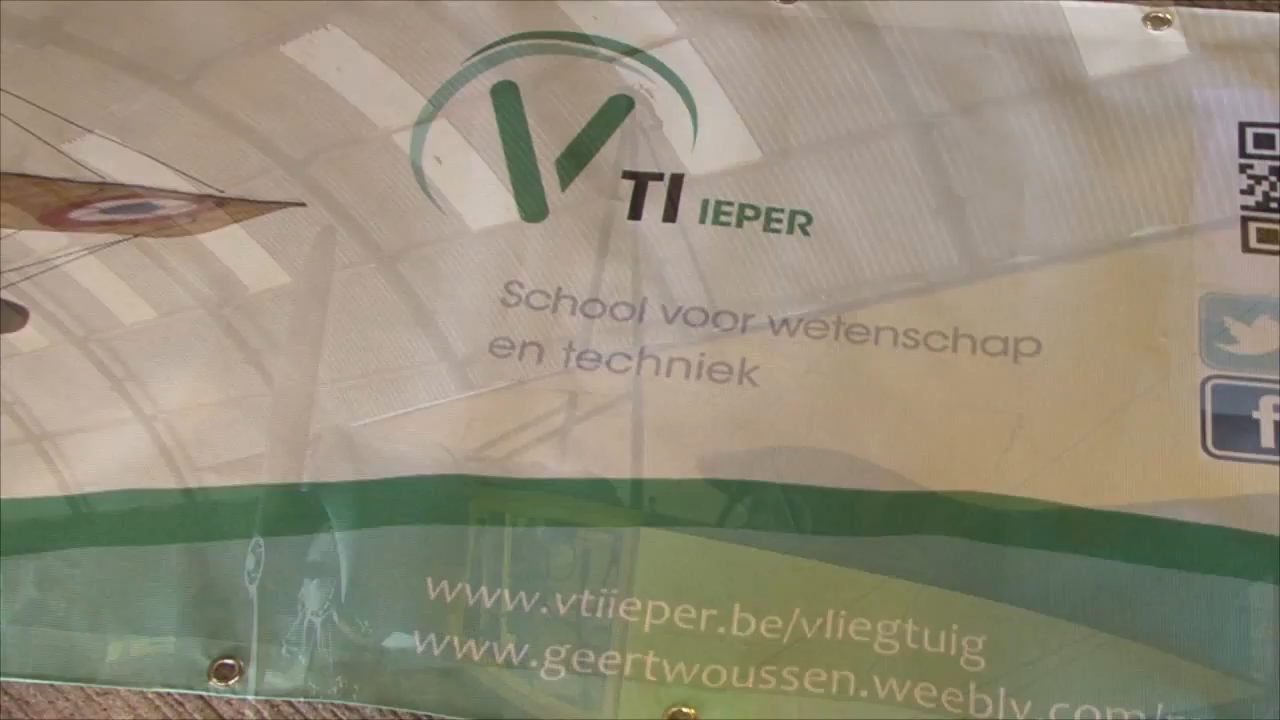 VTI IEPER
School voor wetenschap
en techniek
www.vtiieper.be/vliegtuig
www.geertwoussen.weebly.com/